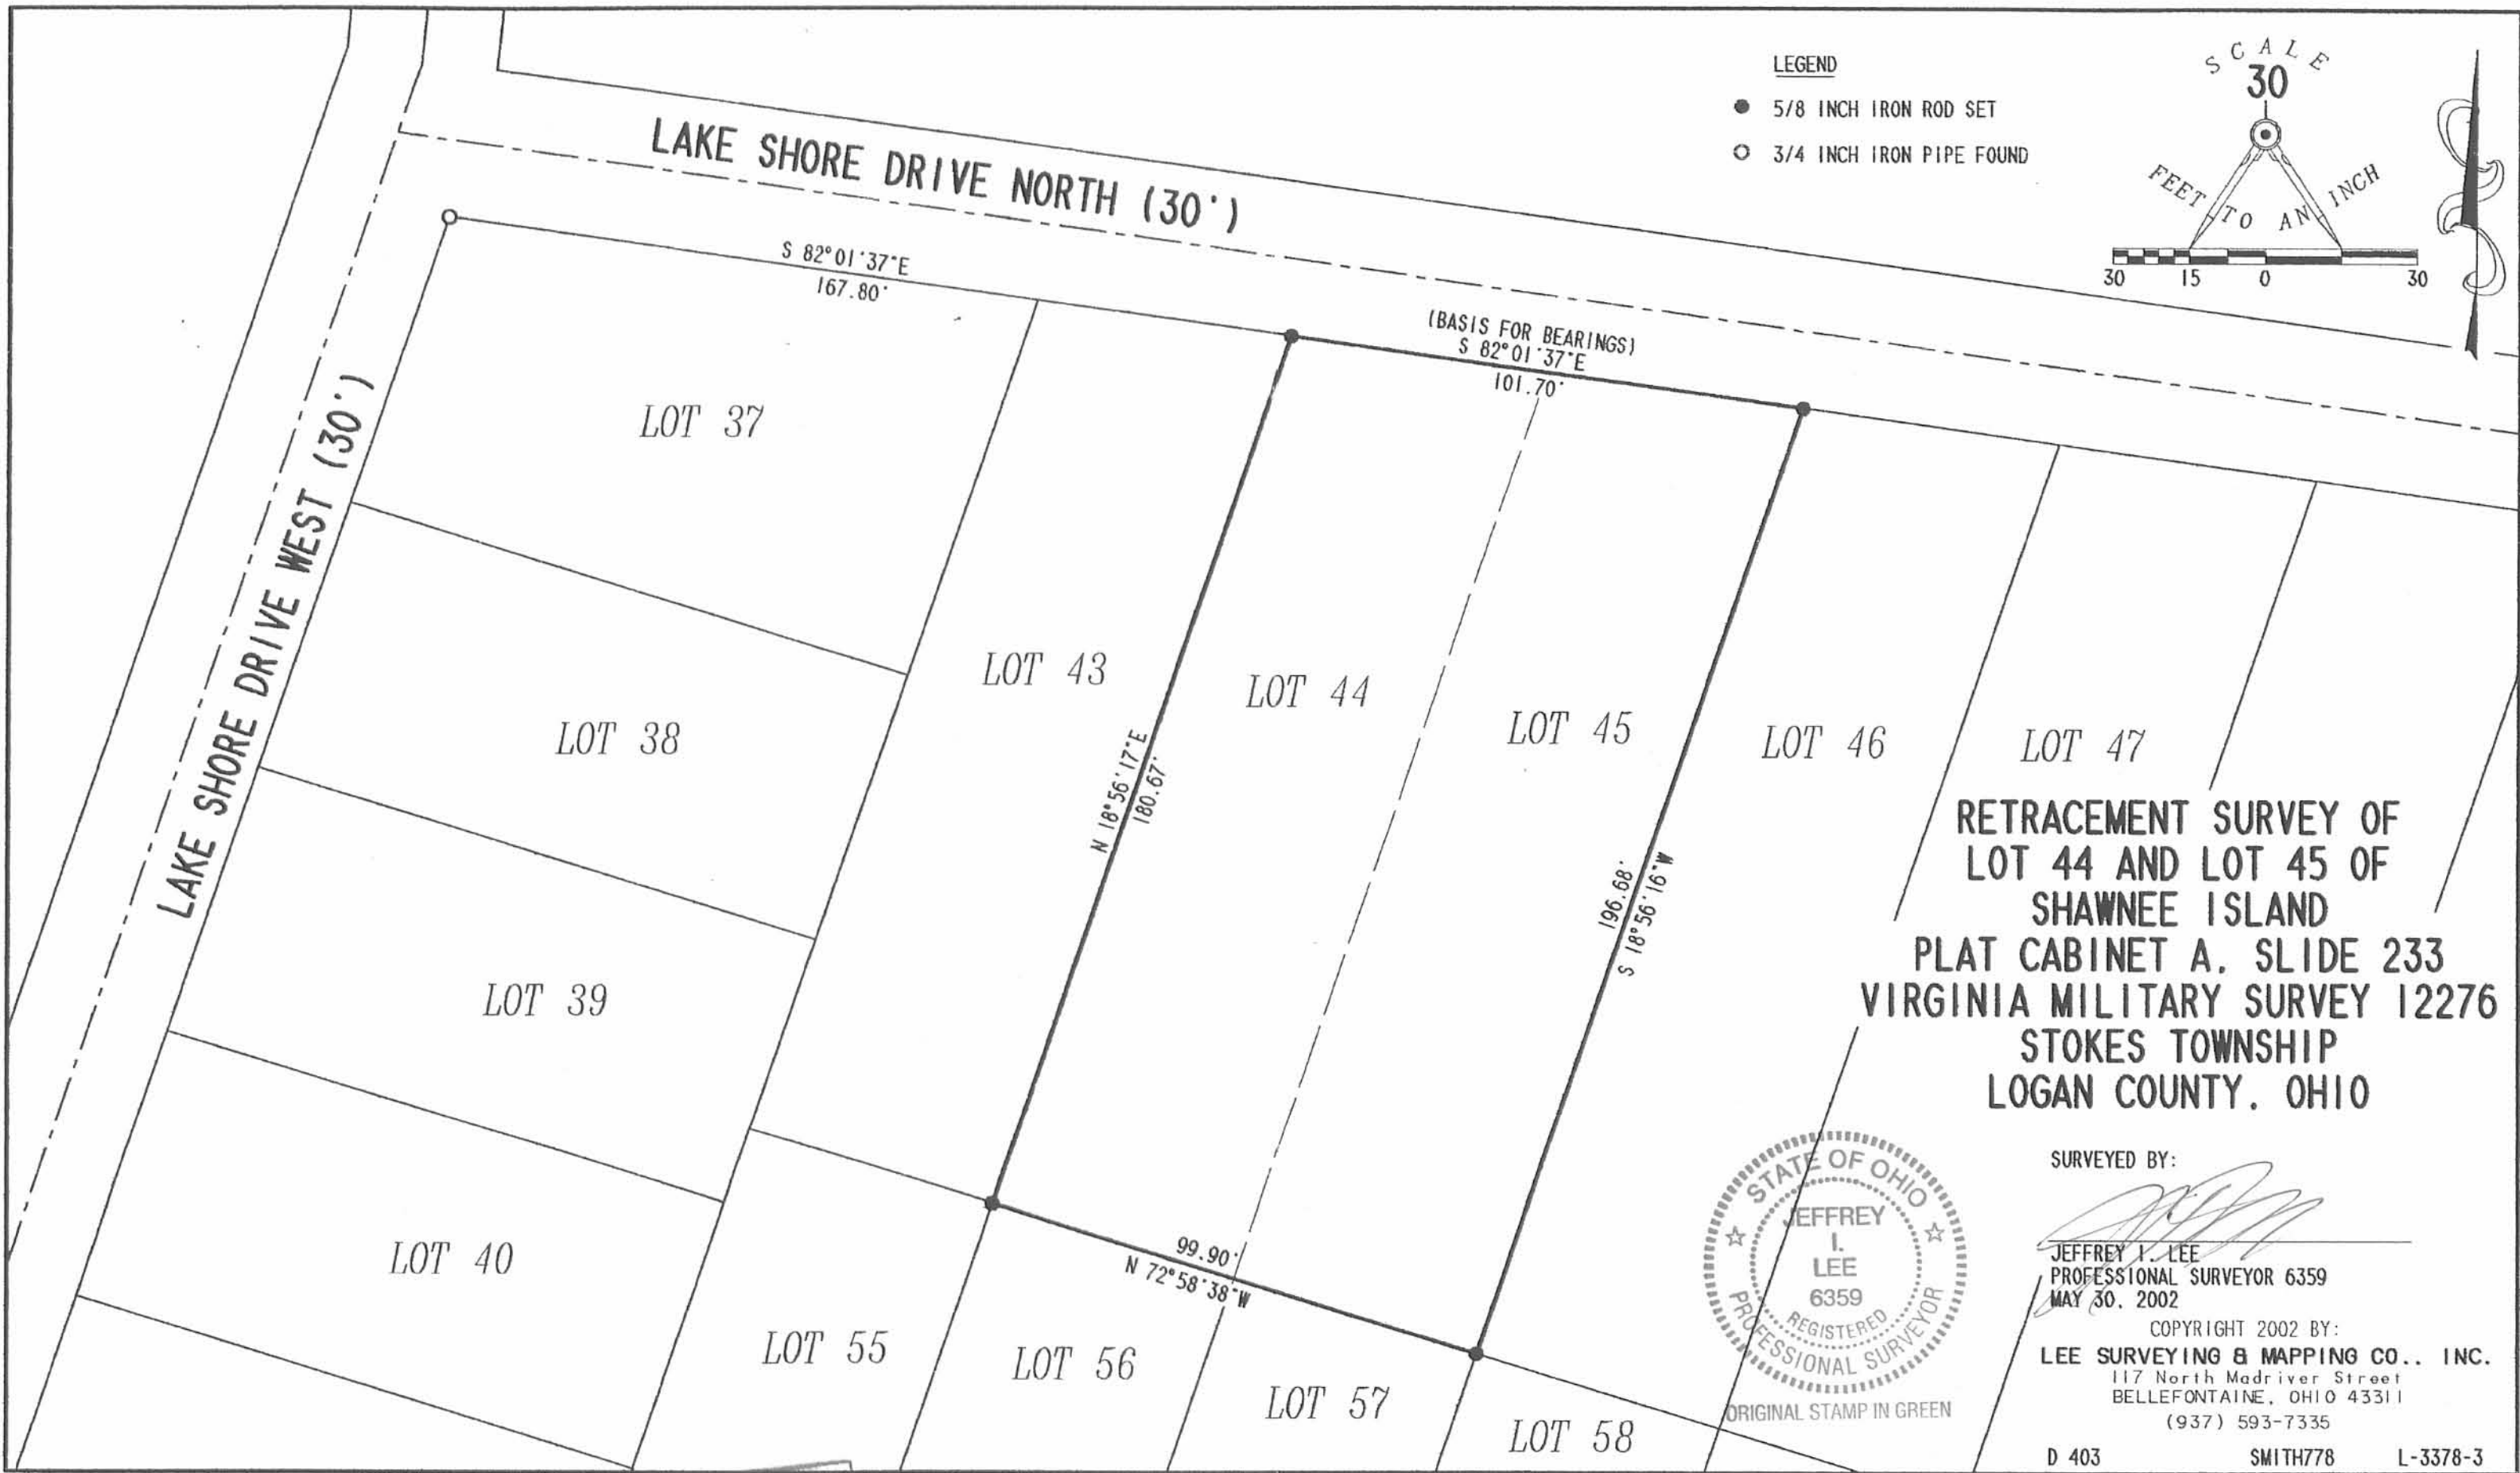 LEGEND
5/8 INCH IRON ROD SET
3/4 INCH IRON PIPE FOUND
SCALE
30
FEET TO AN INCH
30 15 0 30
LAKE SHORE DRIVE NORTH (30')
S 82°01'37"E
167.80'
(BASIS FOR BEARINGS)
S 82°01'37"E
101.70'
LAKE SHORE DRIVE WEST (30')
LOT 37
LOT 38
LOT 39
LOT 40
LOT 43
N 18°56'17"E
180.67'
LOT 44
LOT 45
196.68'
S 18°56'16"W
LOT 46
LOT 47
99.90'
N 72°58'38"W
LOT 55
LOT 56
LOT 57
LOT 58
RETRACEMENT SURVEY OF
LOT 44 AND LOT 45 OF
SHAWNEE ISLAND
PLAT CABINET A, SLIDE 233
VIRGINIA MILITARY SURVEY 12276
STOKES TOWNSHIP
LOGAN COUNTY, OHIO
STATE OF OHIO
JEFFREY
I.
LEE
6359
REGISTERED
PROFESSIONAL SURVEYOR
ORIGINAL STAMP IN GREEN
SURVEYED BY:
JEFFREY I. LEE
PROFESSIONAL SURVEYOR 6359
MAY 30, 2002
COPYRIGHT 2002 BY:
LEE SURVEYING & MAPPING CO., INC.
117 North Madriver Street
BELLEFONTAINE, OHIO 43311
(937) 593-7335
D 403 SMITH778 L-3378-3